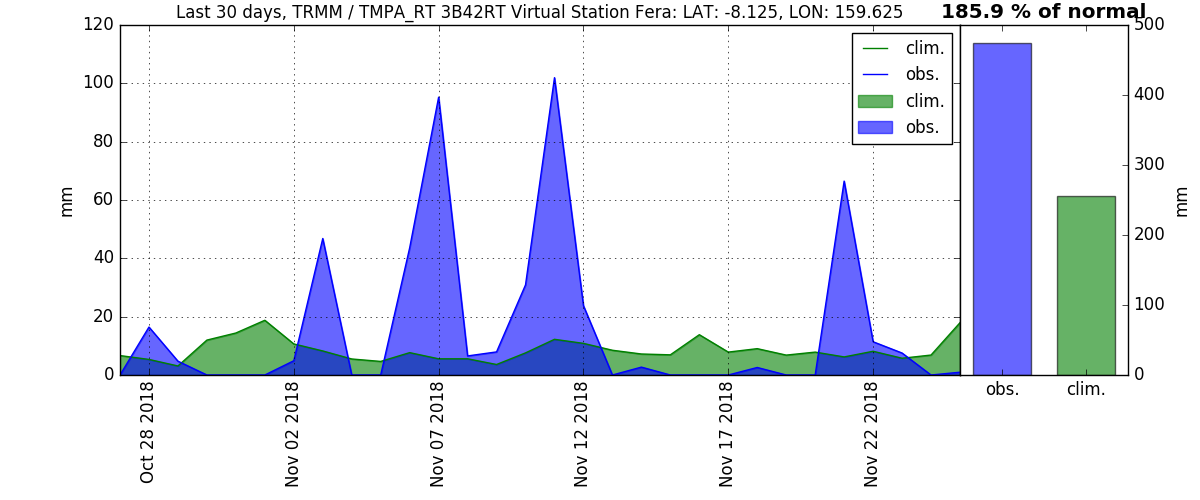 Last 30 days, TRMM / TMPA_RT 3B42RT Virtual Station Fera: LAT: -8.125, LON: 159.625
185.9 % of normal
120
100
80
60
40
20
0
mm
clim.
obs.
clim.
obs.
Oct 28 2018
Nov 02 2018
Nov 07 2018
Nov 12 2018
Nov 17 2018
Nov 22 2018
500
400
300
200
100
0
mm
obs.
clim.